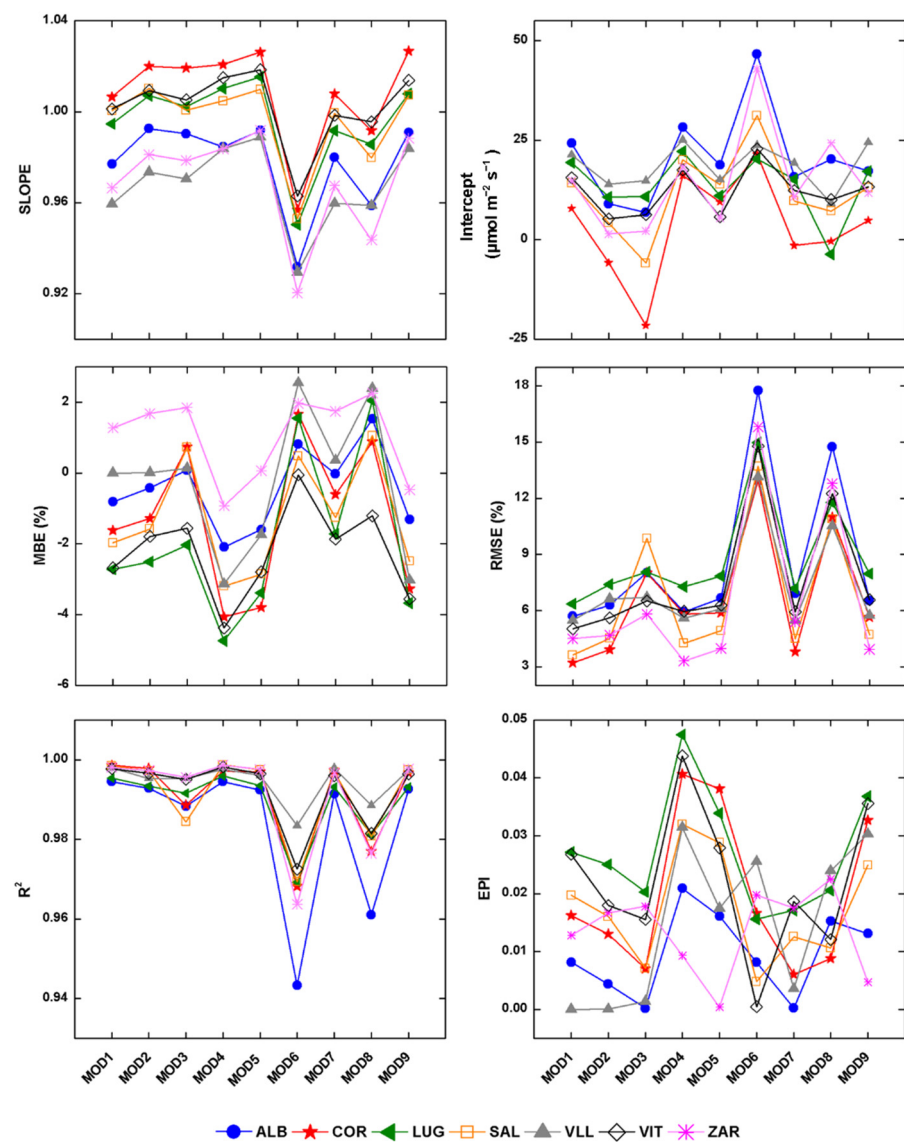 1.04
1.00
0.96
0.92
SLOPE
50
25
0
-25
Intercept
(μmol m⁻² s⁻¹)
2
0
-2
-4
-6
MBE (%)
18
15
12
9
6
3
RMSE (%)
1.00
0.98
0.96
0.94
R²
0.05
0.04
0.03
0.02
0.01
0.00
EPI
MOD1 MOD2 MOD3 MOD4 MOD5 MOD6 MOD7 MOD8 MOD9
MOD1 MOD2 MOD3 MOD4 MOD5 MOD6 MOD7 MOD8 MOD9
ALB COR LUG SAL VLL VIT ZAR